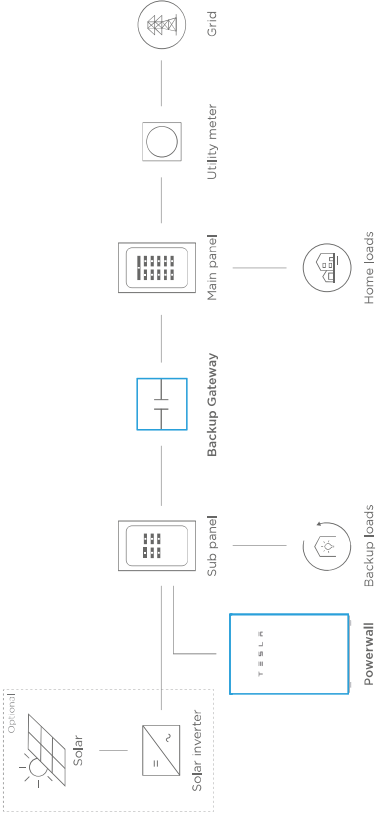 Optional
Solar
Solar inverter
Sub panel
Backup Gateway
Main panel
Utility meter
Grid
TESLA
Powerwall
Backup loads
Home loads